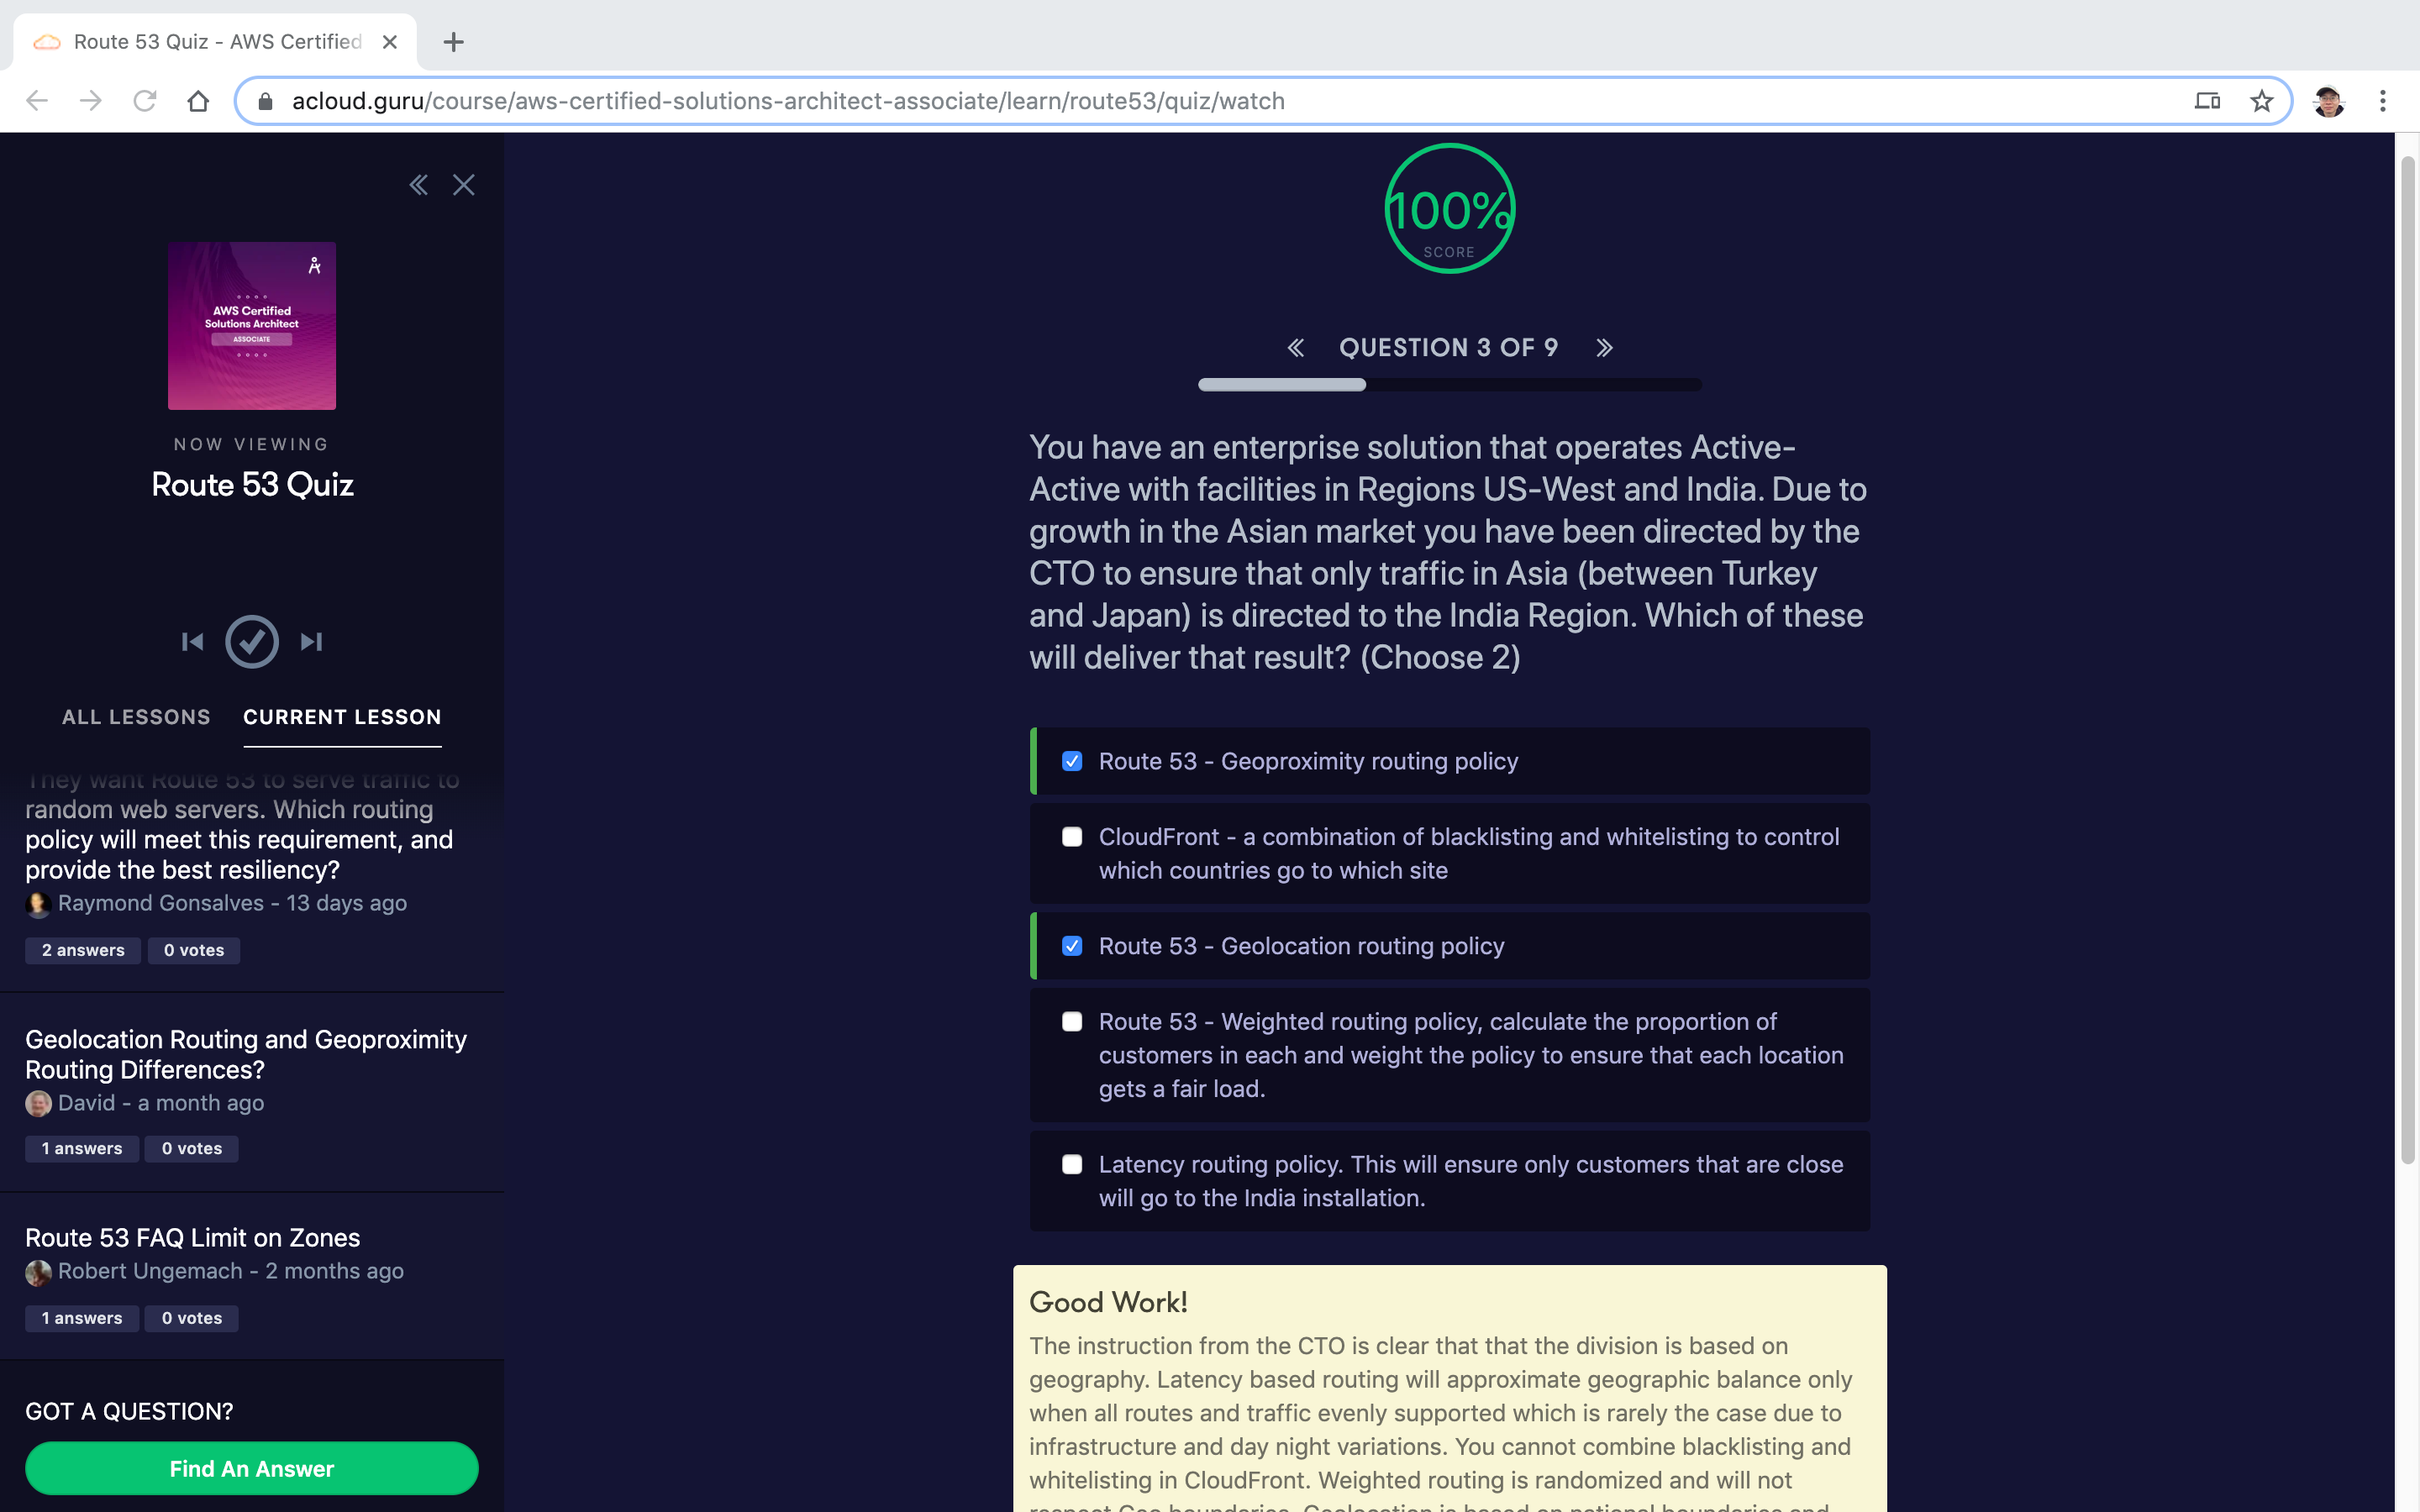 Route 53 Quiz - AWS Certified
acloud.guru/course/aws-certified-solutions-architect-associate/learn/route53/quiz/watch
AWS Certified
Solutions Architect
ASSOCIATE
NOW VIEWING
Route 53 Quiz
ALL LESSONS
CURRENT LESSON
They want Route 53 to serve traffic to
random web servers. Which routing
policy will meet this requirement, and
provide the best resiliency?
Raymond Gonsalves - 13 days ago
2 answers
0 votes
Geolocation Routing and Geoproximity
Routing Differences?
David - a month ago
1 answers
0 votes
Route 53 FAQ Limit on Zones
Robert Ungemach - 2 months ago
1 answers
0 votes
GOT A QUESTION?
Find An Answer
100%
SCORE
QUESTION 3 OF 9
You have an enterprise solution that operates Active-
Active with facilities in Regions US-West and India. Due to
growth in the Asian market you have been directed by the
CTO to ensure that only traffic in Asia (between Turkey
and Japan) is directed to the India Region. Which of these
will deliver that result? (Choose 2)
Route 53 - Geoproximity routing policy
CloudFront - a combination of blacklisting and whitelisting to control
which countries go to which site
Route 53 - Geolocation routing policy
Route 53 - Weighted routing policy, calculate the proportion of
customers in each and weight the policy to ensure that each location
gets a fair load.
Latency routing policy. This will ensure only customers that are close
will go to the India installation.
Good Work!
The instruction from the CTO is clear that that the division is based on
geography. Latency based routing will approximate geographic balance only
when all routes and traffic evenly supported which is rarely the case due to
infrastructure and day night variations. You cannot combine blacklisting and
whitelisting in CloudFront. Weighted routing is randomized and will not
respect Geo boundaries. Geolocation is based on national boundaries and